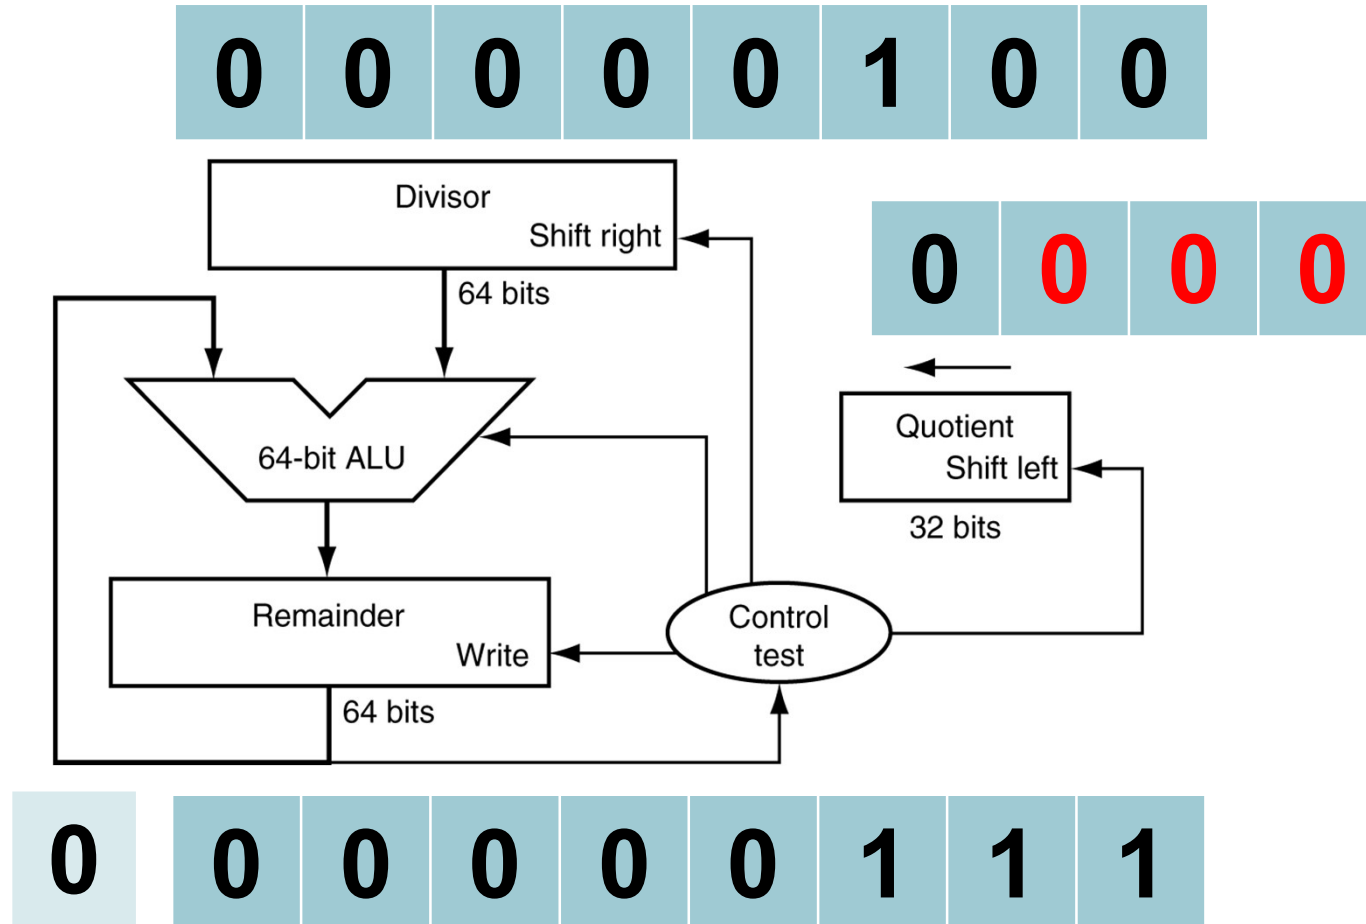 0 0 0 0 0 1 0 0
Divisor
Shift right
0 0 0 0
64 bits
Quotient
64-bit ALU
Shift left
32 bits
Remainder
Control
test
Write
64 bits
0 0 0 0 0 0 1 1 1